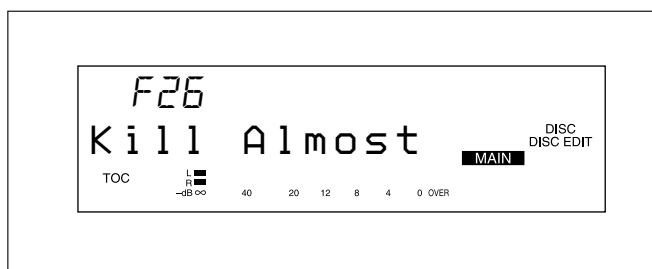 F26
Kill Almost
DISC
DISC EDIT
MAIN
TOC
L
R
–dB ∞ 40 20 12 8 4 0 OVER